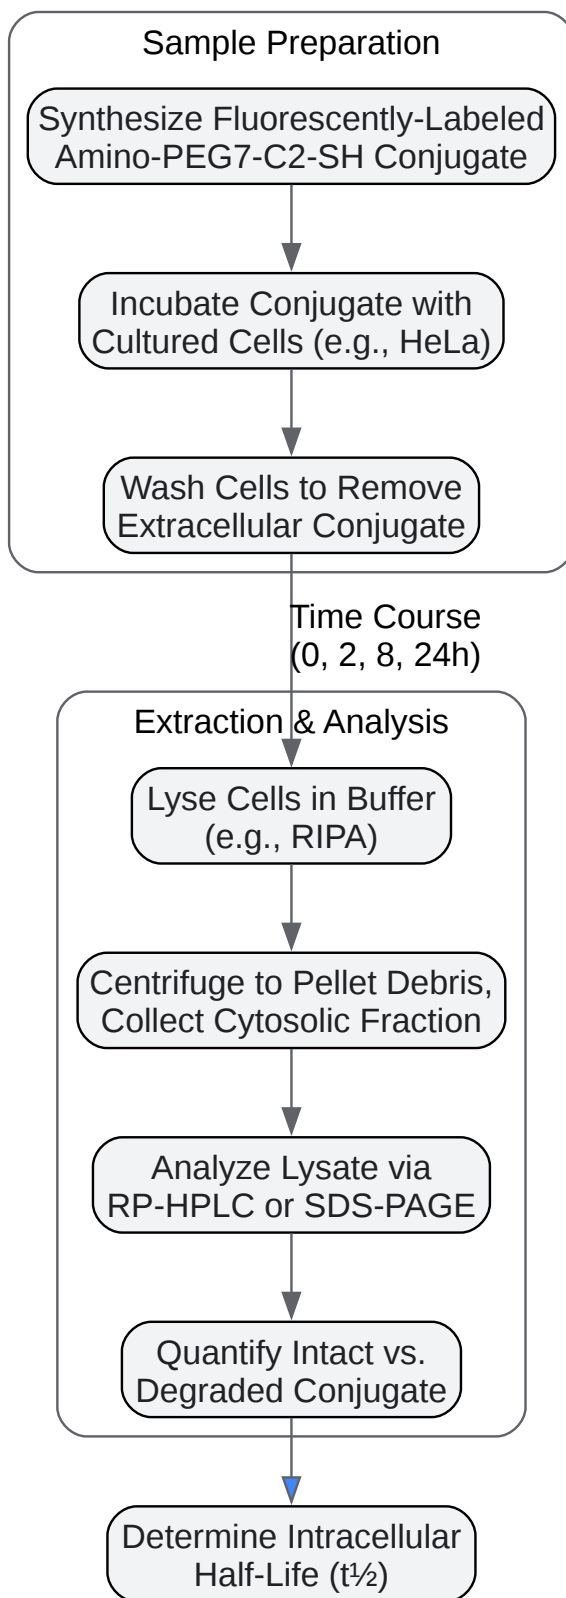 Sample Preparation
Synthesize Fluorescently-Labeled
Amino-PEG7-C2-SH Conjugate
Incubate Conjugate with
Cultured Cells (e.g., HeLa)
Wash Cells to Remove
Extracellular Conjugate
Time Course
(0, 2, 8, 24h)
Extraction & Analysis
Lyse Cells in Buffer
(e.g., RIPA)
Centrifuge to Pellet Debris,
Collect Cytosolic Fraction
Analyze Lysate via
RP-HPLC or SDS-PAGE
Quantify Intact vs.
Degraded Conjugate
Determine Intracellular
Half-Life (t½)